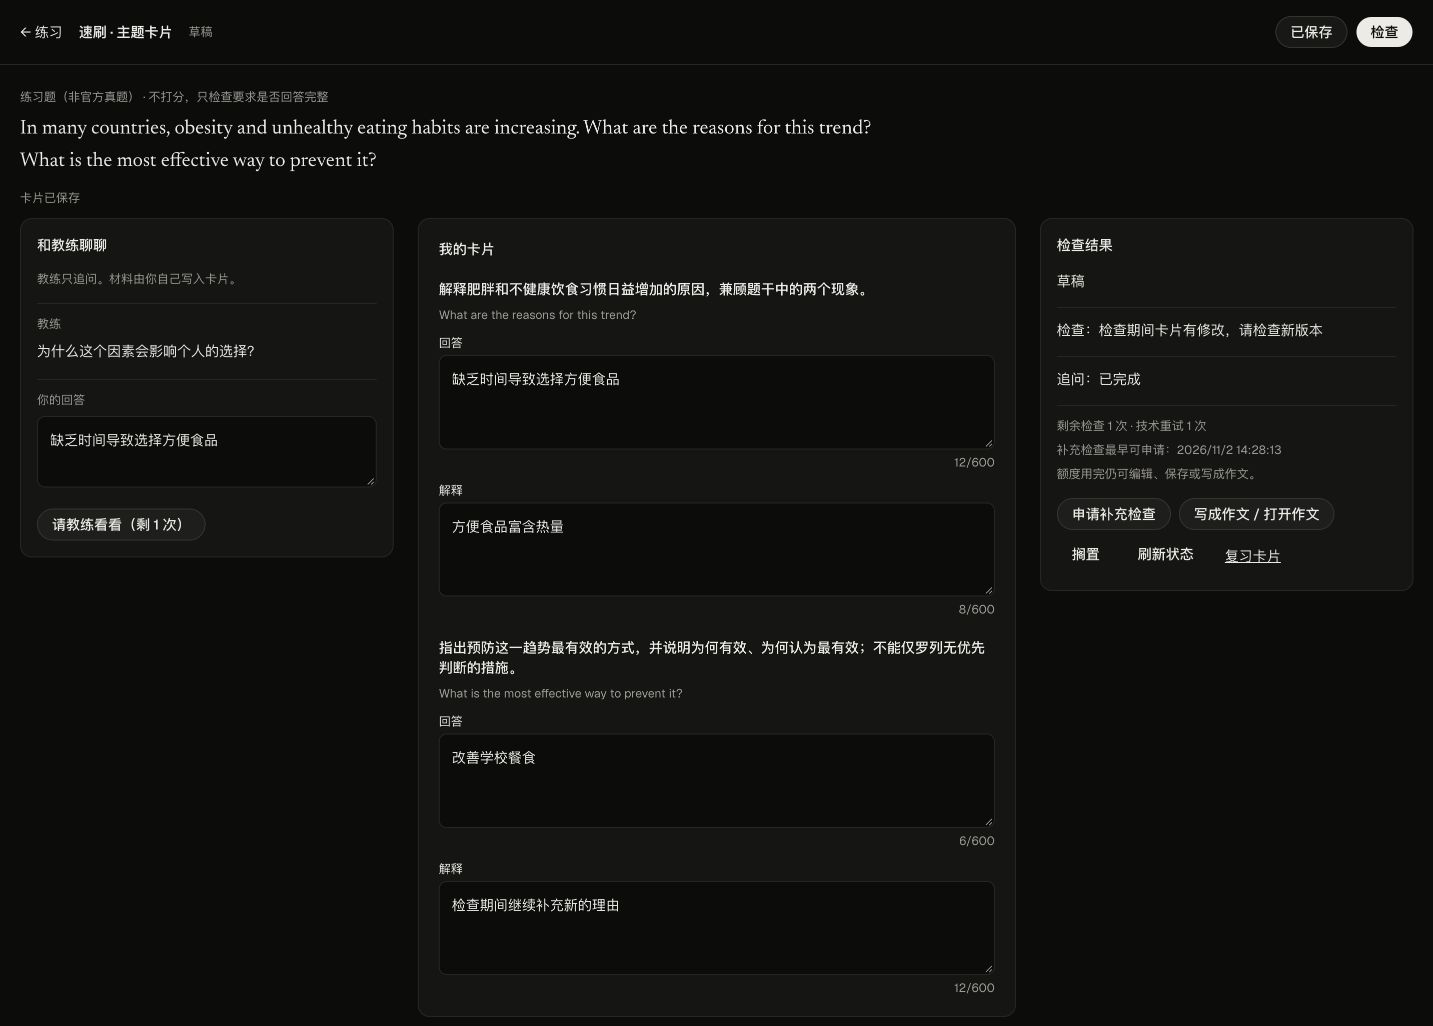 ← 练习 速刷 · 主题卡片 草稿 已保存 检查
练习题（非官方真题） · 不打分，只检查要求是否回答完整
In many countries, obesity and unhealthy eating habits are increasing. What are the reasons for this trend?
What is the most effective way to prevent it?
卡片已保存
和教练聊聊
教练只追问。材料由你自己写入卡片。
教练
为什么这个因素会影响个人的选择？
你的回答
缺乏时间导致选择方便食品
请教练看看（剩 1 次）
我的卡片
解释肥胖和不健康饮食习惯日益增加的原因，兼顾题干中的两个现象。
What are the reasons for this trend?
回答
缺乏时间导致选择方便食品
12/600
解释
方便食品富含热量
8/600
指出预防这一趋势最有效的方式，并说明为何有效、为何认为最有效；不能仅罗列无优先
判断的措施。
What is the most effective way to prevent it?
回答
改善学校餐食
6/600
解释
检查期间继续补充新的理由
12/600
检查结果
草稿
检查：检查期间卡片有修改，请检查新版本
追问：已完成
剩余检查 1 次 · 技术重试 1 次
补充检查最早可申请：2026/11/2 14:28:13
额度用完仍可编辑、保存或写成作文。
申请补充检查 写成作文 / 打开作文
搁置 刷新状态 复习卡片